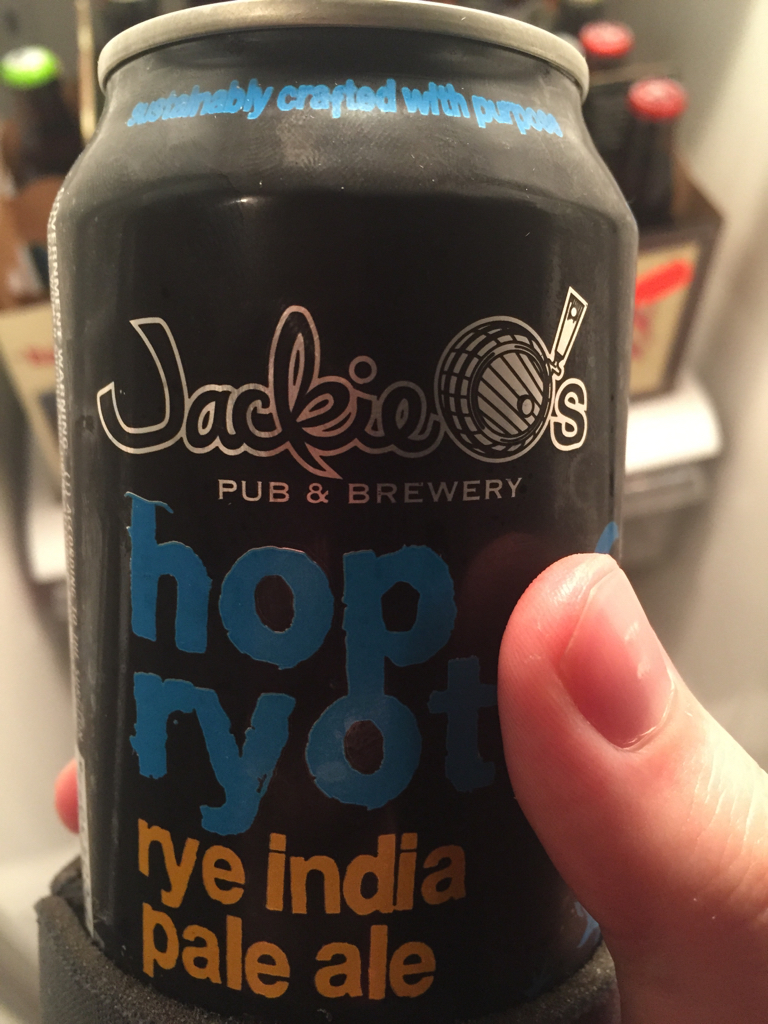 sustainably crafted with purpose
Jackie O's
PUB & BREWERY
hop
ryot
rye india
pale ale